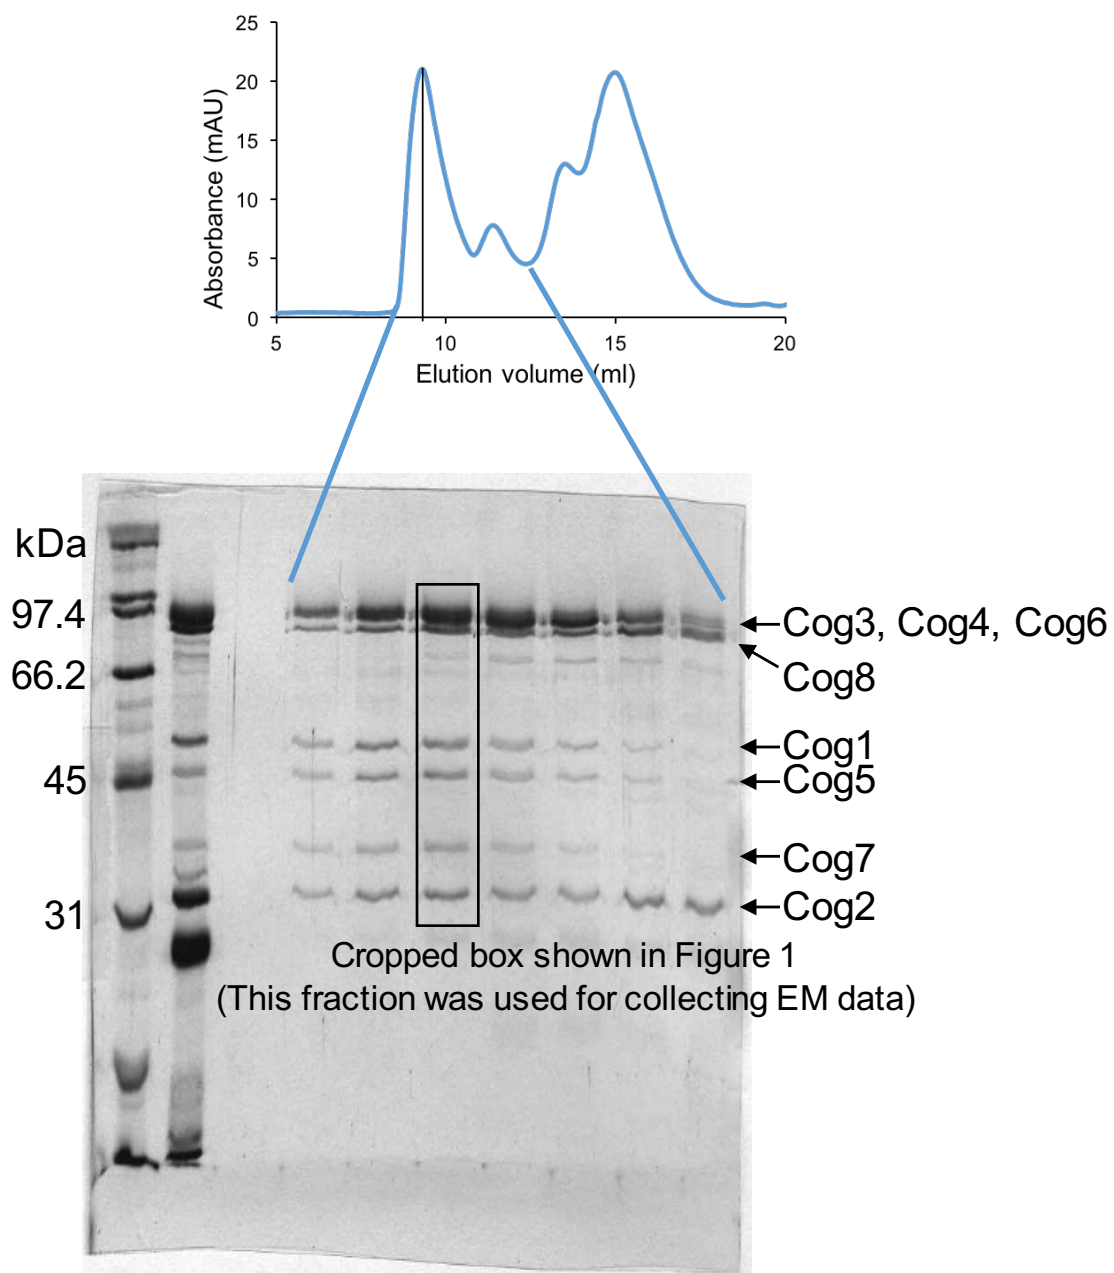 25
20
15
10
5
0
Absorbance (mAU)
5 10 15 20
Elution volume (ml)
kDa
97.4
66.2
45
31
Cog3, Cog4, Cog6
Cog8
Cog1
Cog5
Cog7
Cog2
Cropped box shown in Figure 1
(This fraction was used for collecting EM data)